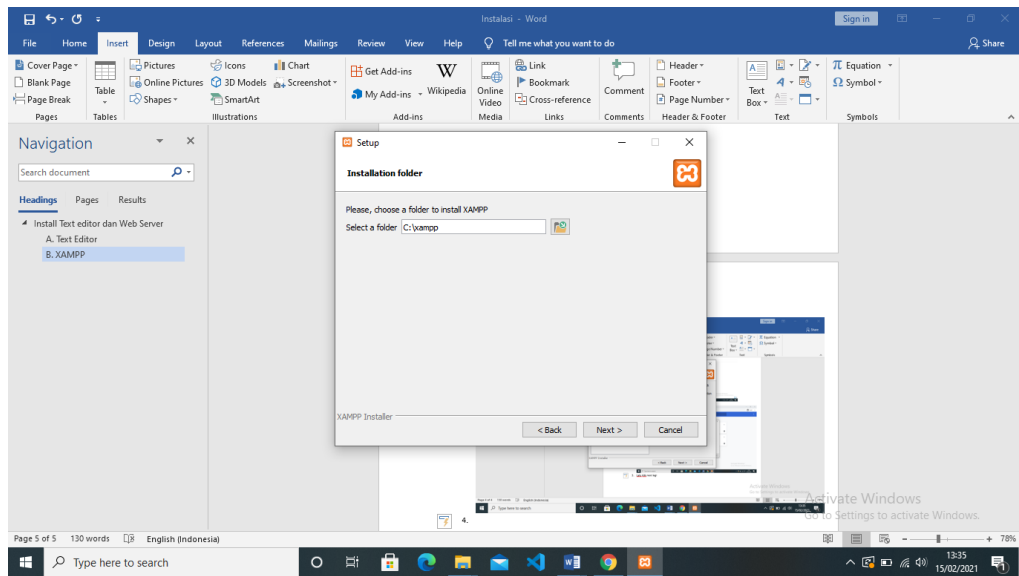 Instalasi - Word
Sign in
File Home Insert Design Layout References Mailings Review View Help Tell me what you want to do Share
Cover Page
Blank Page
Page Break
Pages
Table
Tables
Pictures
Online Pictures
Shapes
Icons
3D Models
SmartArt
Chart
Screenshot
Illustrations
Get Add-ins
My Add-ins
W
Wikipedia
Add-ins
Online
Video
Media
Link
Bookmark
Cross-reference
Links
Comment
Comments
Header
Footer
Page Number
Header & Footer
Text
Box
Text
Equation
Symbol
Symbols
Navigation
Search document
Headings Pages Results
Install Text editor dan Web Server
A. Text Editor
B. XAMPP
Setup
Installation folder
Please, choose a folder to install XAMPP
Select a folder C:\xampp
XAMPP Installer
< Back Next > Cancel
4.
Activate Windows
Go to Settings to activate Windows.
Page 5 of 5 130 words English (Indonesia) 78%
Type here to search
13:35
15/02/2021